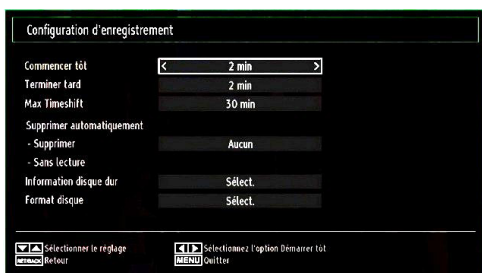 Configuration d'enregistrement
Commencer tôt < 2 min >
Terminer tard 2 min
Max Timeshift 30 min
Supprimer automatiquement
- Supprimer Aucun
- Sans lecture
Information disque dur Sélect.
Format disque Sélect.
Sélectionner le réglage Sélectionnez l'option Démarrer tôt
Retour MENU Quitter